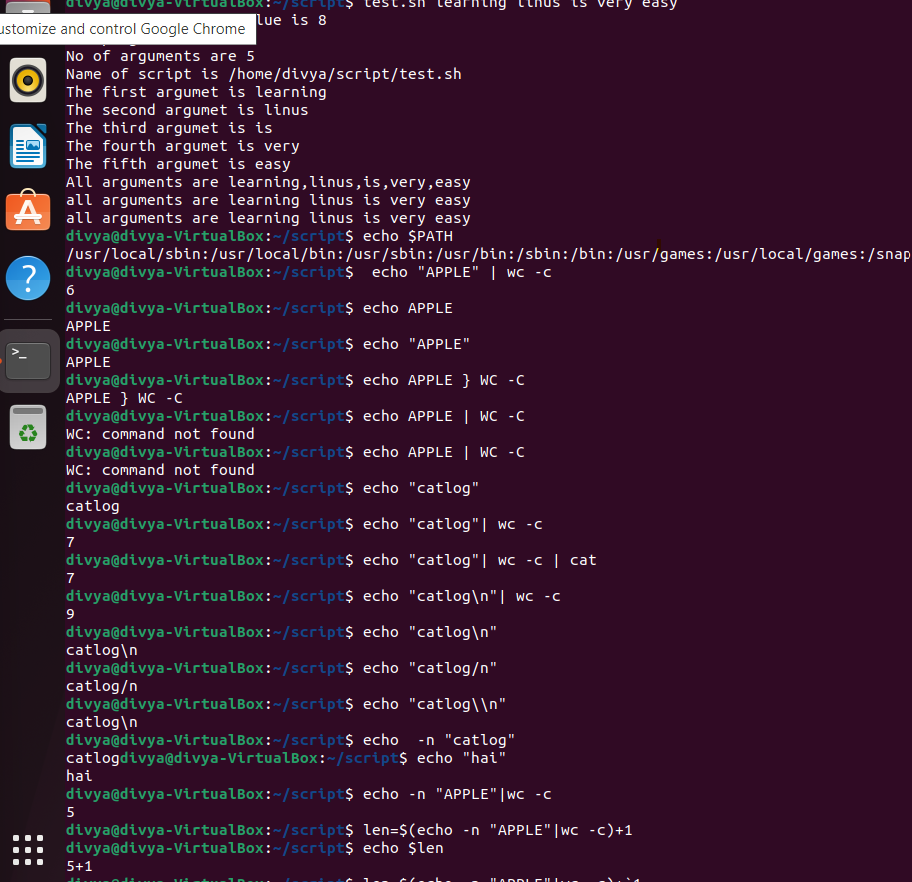 divya@divya-VirtualBox:~/script$ test.sh learning linus is very easy
ustomize and control Google Chrome
lue is 8
No of arguments are 5
Name of script is /home/divya/script/test.sh
The first argumet is learning
The second argumet is linus
The third argumet is is
The fourth argumet is very
The fifth argumet is easy
All arguments are learning,linus,is,very,easy
all arguments are learning linus is very easy
all arguments are learning linus is very easy
divya@divya-VirtualBox:~/script$ echo $PATH
/usr/local/sbin:/usr/local/bin:/usr/sbin:/usr/bin:/sbin:/bin:/usr/games:/usr/local/games:/snap
divya@divya-VirtualBox:~/script$  echo "APPLE" | wc -c
6
divya@divya-VirtualBox:~/script$ echo APPLE
APPLE
divya@divya-VirtualBox:~/script$ echo "APPLE"
APPLE
divya@divya-VirtualBox:~/script$ echo APPLE } WC -C
APPLE } WC -C
divya@divya-VirtualBox:~/script$ echo APPLE | WC -C
WC: command not found
divya@divya-VirtualBox:~/script$ echo APPLE | WC -C
WC: command not found
divya@divya-VirtualBox:~/script$ echo "catlog"
catlog
divya@divya-VirtualBox:~/script$ echo "catlog"| wc -c
7
divya@divya-VirtualBox:~/script$ echo "catlog"| wc -c | cat
7
divya@divya-VirtualBox:~/script$ echo "catlog\n"| wc -c
9
divya@divya-VirtualBox:~/script$ echo "catlog\n"
catlog\n
divya@divya-VirtualBox:~/script$ echo "catlog/n"
catlog/n
divya@divya-VirtualBox:~/script$ echo "catlog\\n"
catlog\n
divya@divya-VirtualBox:~/script$ echo  -n "catlog"
catlogdivya@divya-VirtualBox:~/script$ echo "hai"
hai
divya@divya-VirtualBox:~/script$ echo -n "APPLE"|wc -c
5
divya@divya-VirtualBox:~/script$ len=$(echo -n "APPLE"|wc -c)+1
divya@divya-VirtualBox:~/script$ echo $len
5+1